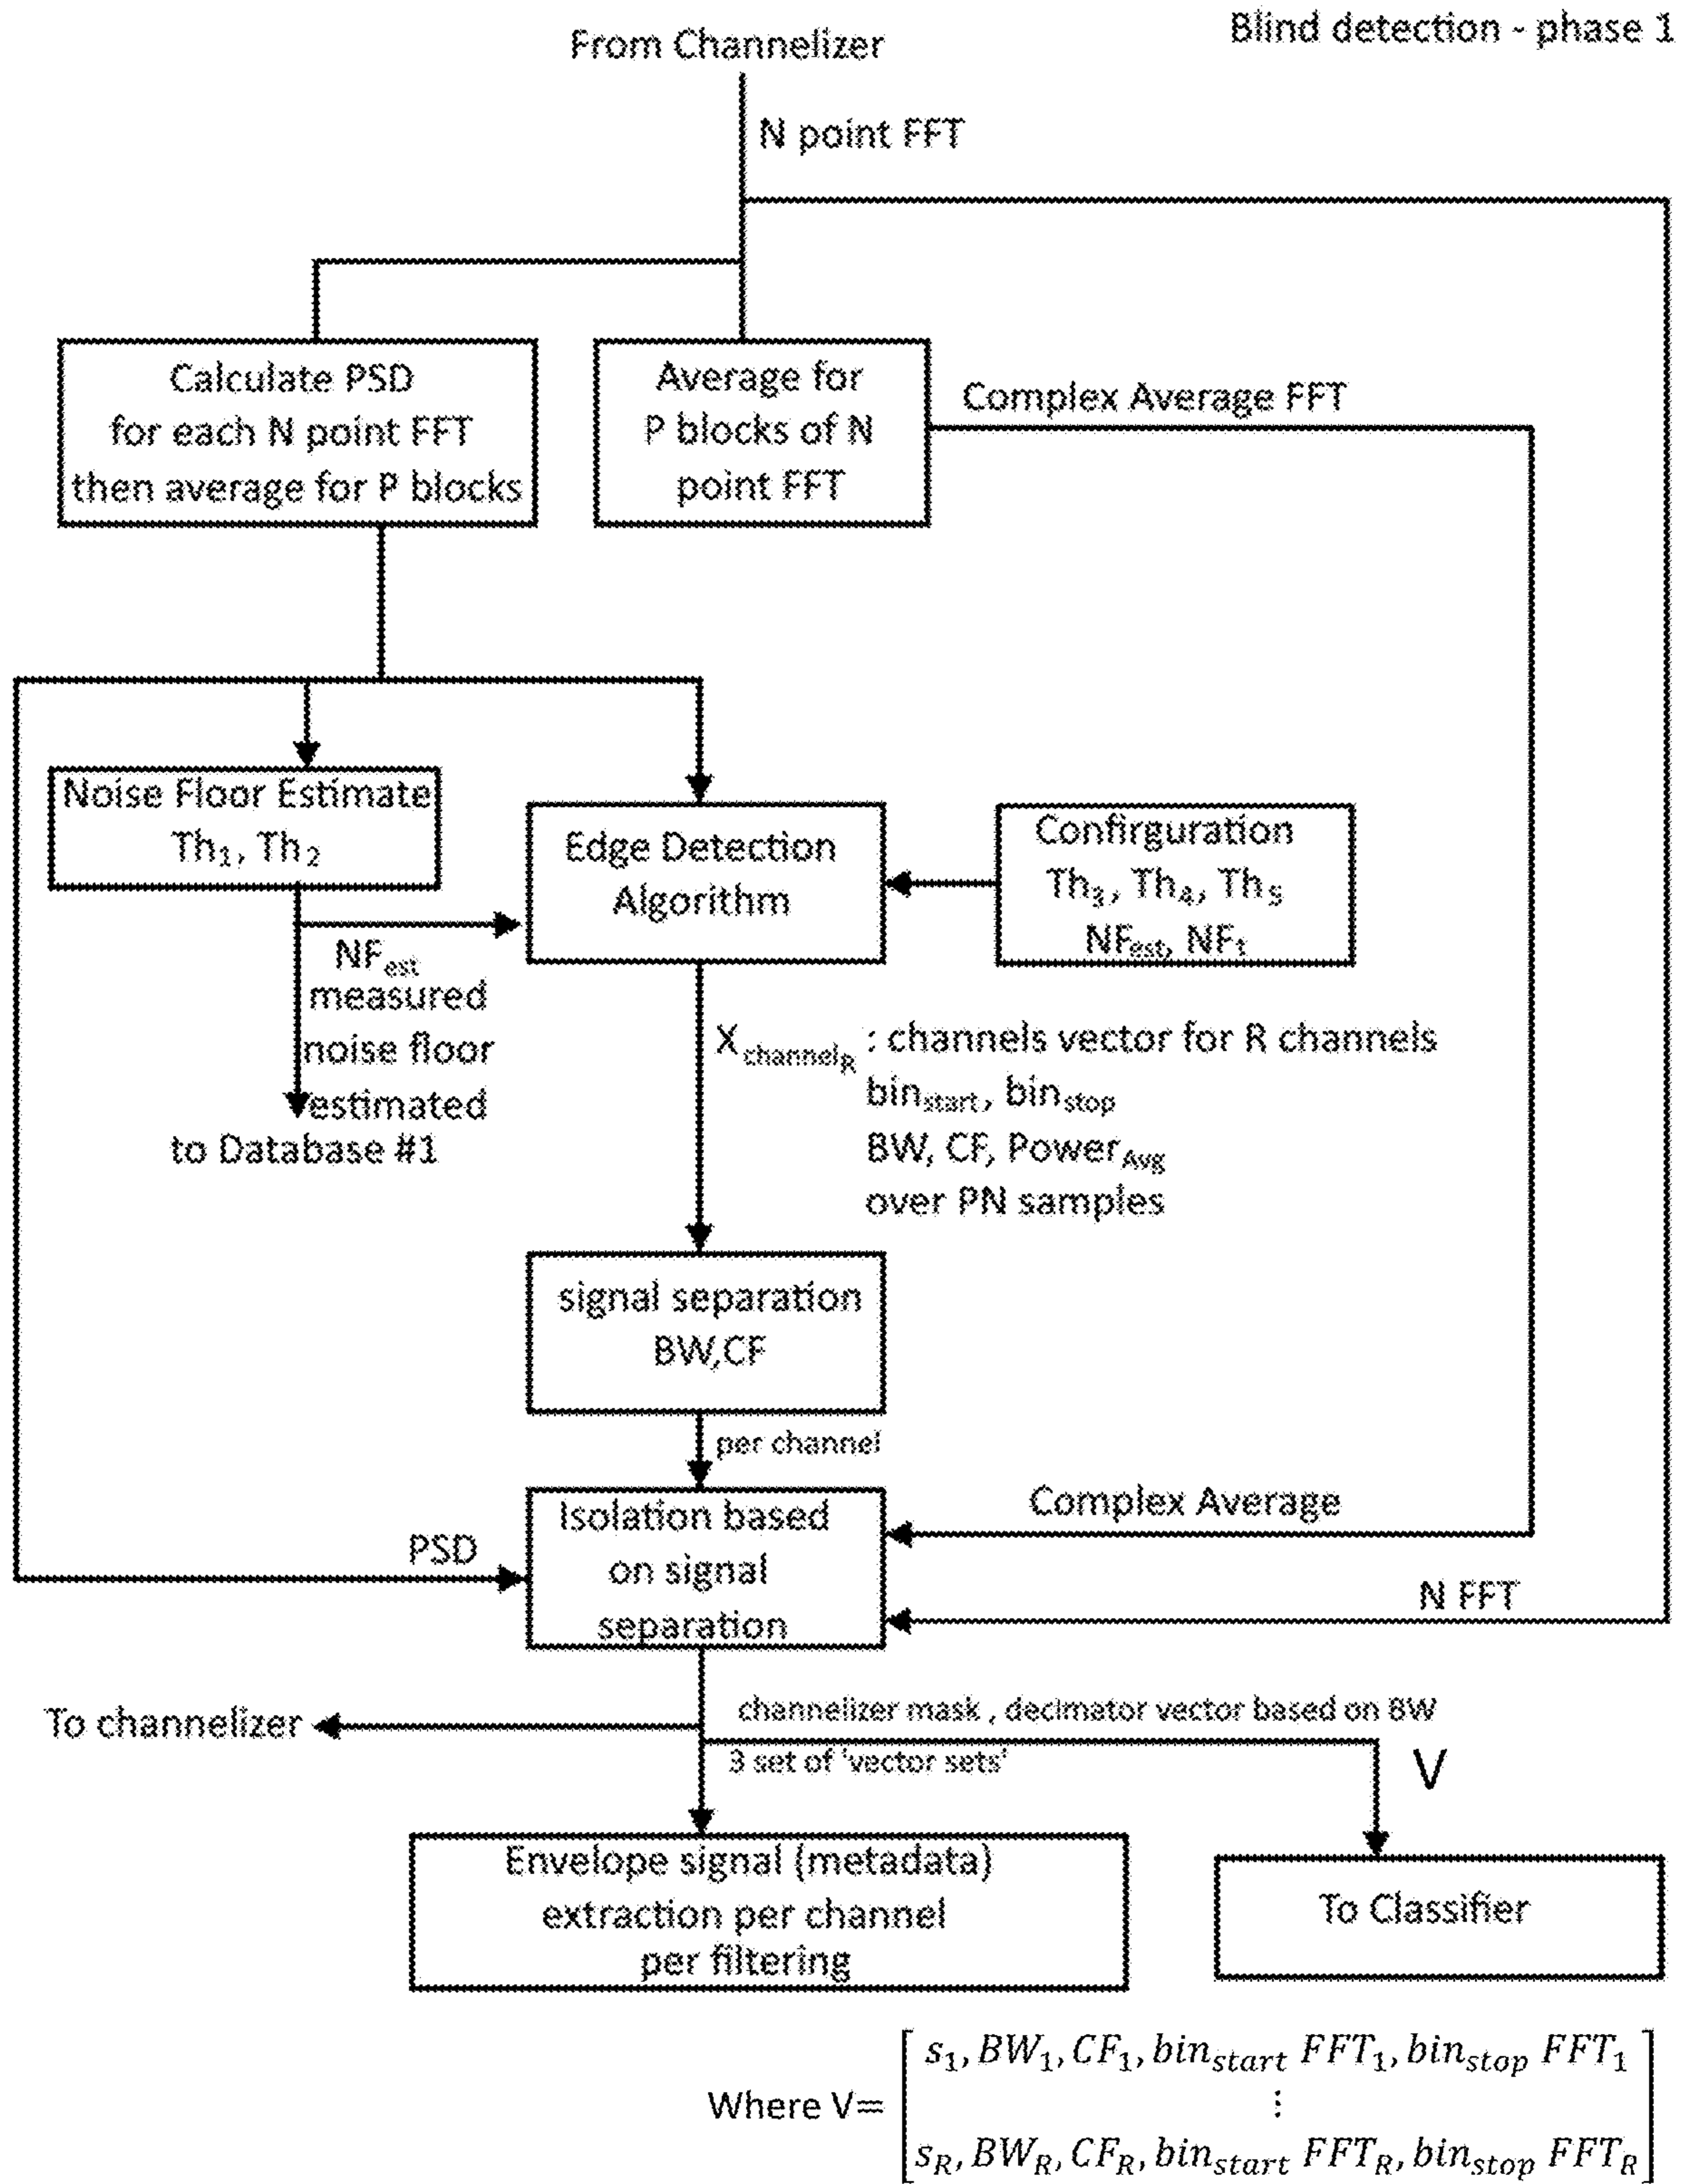 Blind detection - phase 1
From Channelizer
N point FFT
Calculate PSD
for each N point FFT
then average for P blocks
Average for
P blocks of N
point FFT
Complex Average FFT
Noise Floor Estimate
Th₁, Th₂
Edge Detection
Algorithm
Confirguration
Th₃, Th₄, Th₅
NFest, NFt
NFest
measured
noise floor
estimated
to Database #1
XchannelR : channels vector for R channels
binstart, binstop
BW, CF, PowerAvg
over PN samples
signal separation
BW,CF
per channel
Isolation based
on signal
separation
Complex Average
PSD
N FFT
To channelizer
channelizer mask , decimator vector based on BW
3 set of 'vector sets'
V
Envelope signal (metadata)
extraction per channel
per filtering
To Classifier
s₁, BW₁, CF₁, binstart FFT₁, binstop FFT₁
Where V= ⋮
sR, BWR, CFR, binstart FFTR, binstop FFTR